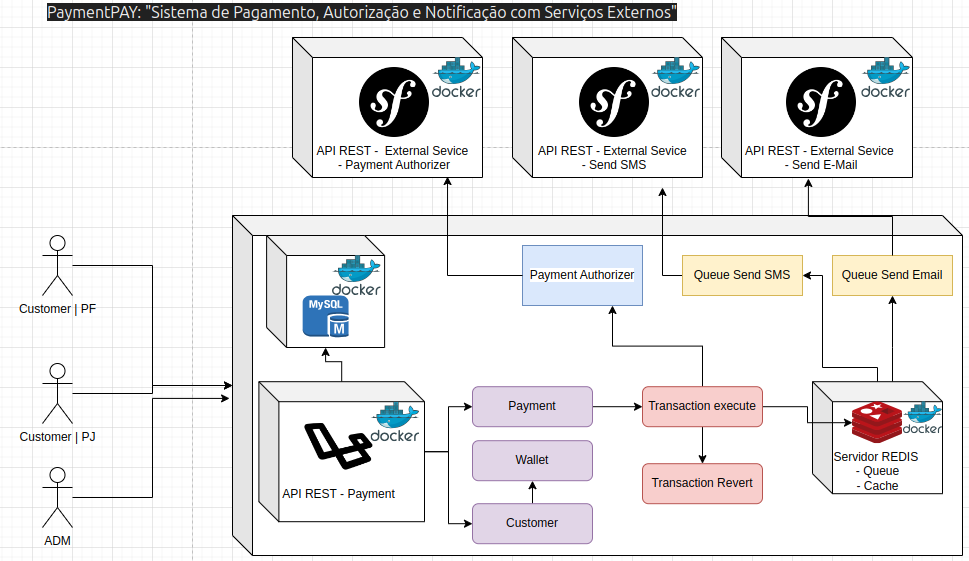 PaymentPAY: "Sistema de Pagamento, Autorização e Notificação com Serviços Externos"
docker
sf
API REST -  External Sevice
- Payment Authorizer
docker
sf
API REST - External Sevice
- Send SMS
docker
sf
API REST - External Sevice
- Send E-Mail
Customer | PF
Customer | PJ
ADM
docker
MySQL
M
Payment Authorizer
Queue Send SMS
Queue Send Email
docker
API REST - Payment
Payment
Wallet
Customer
Transaction execute
Transaction Revert
docker
Servidor REDIS
- Queue
- Cache